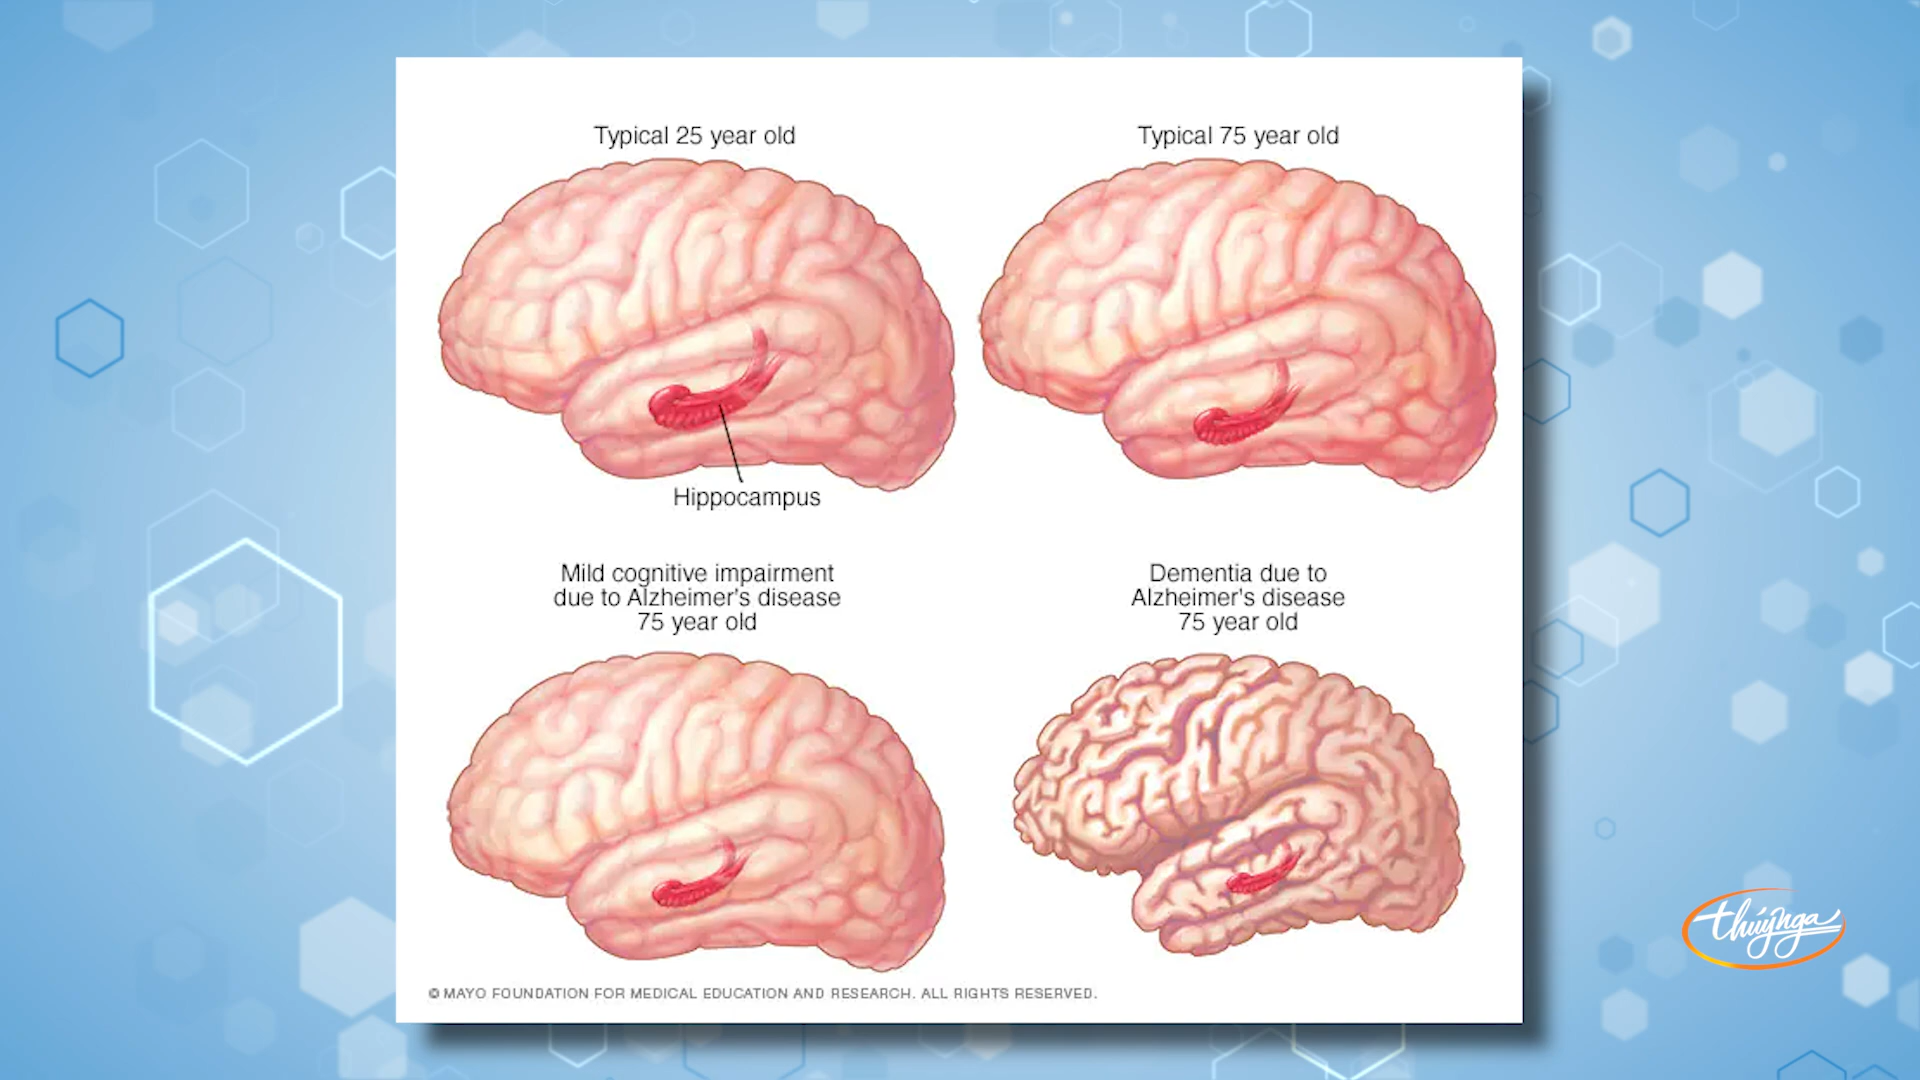 Typical 25 year old
Typical 75 year old
Hippocampus
Mild cognitive impairment
due to Alzheimer's disease
75 year old
Dementia due to
Alzheimer's disease
75 year old
© MAYO FOUNDATION FOR MEDICAL EDUCATION AND RESEARCH. ALL RIGHTS RESERVED.
thúynga